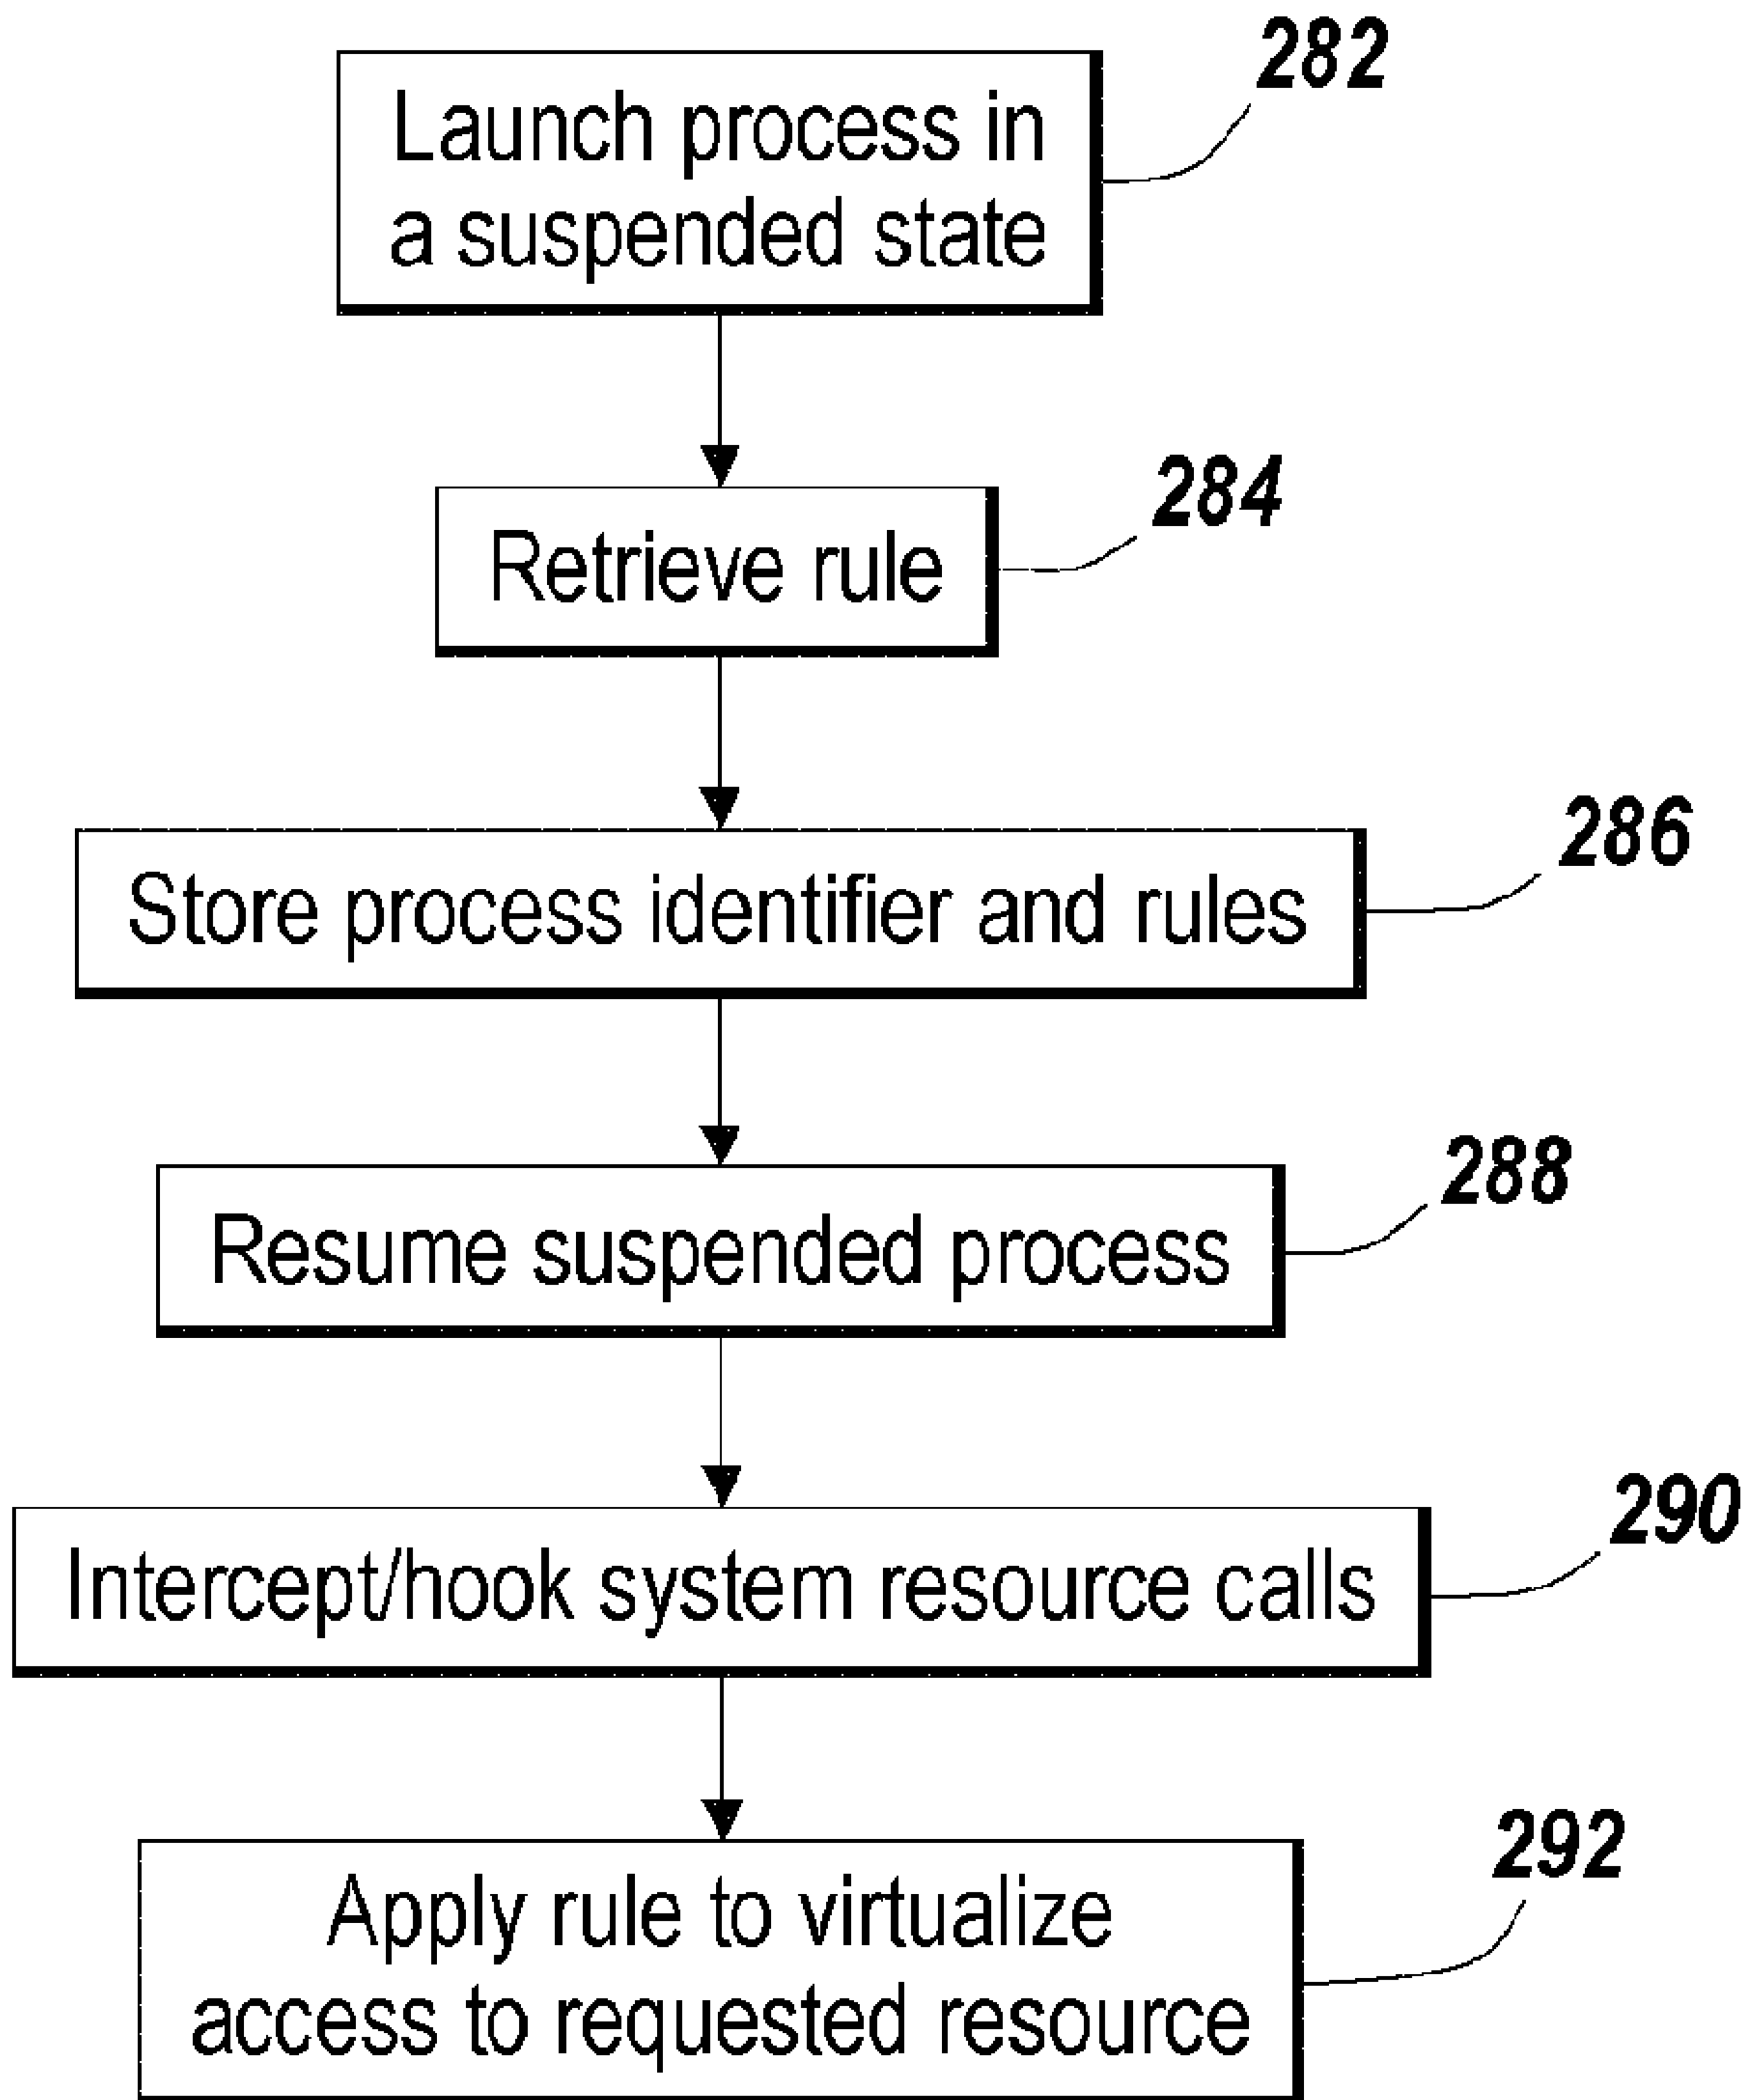 282
Launch process in
a suspended state
284
Retrieve rule
286
Store process identifier and rules
288
Resume suspended process
290
Intercept/hook system resource calls
292
Apply rule to virtualize
access to requested resource